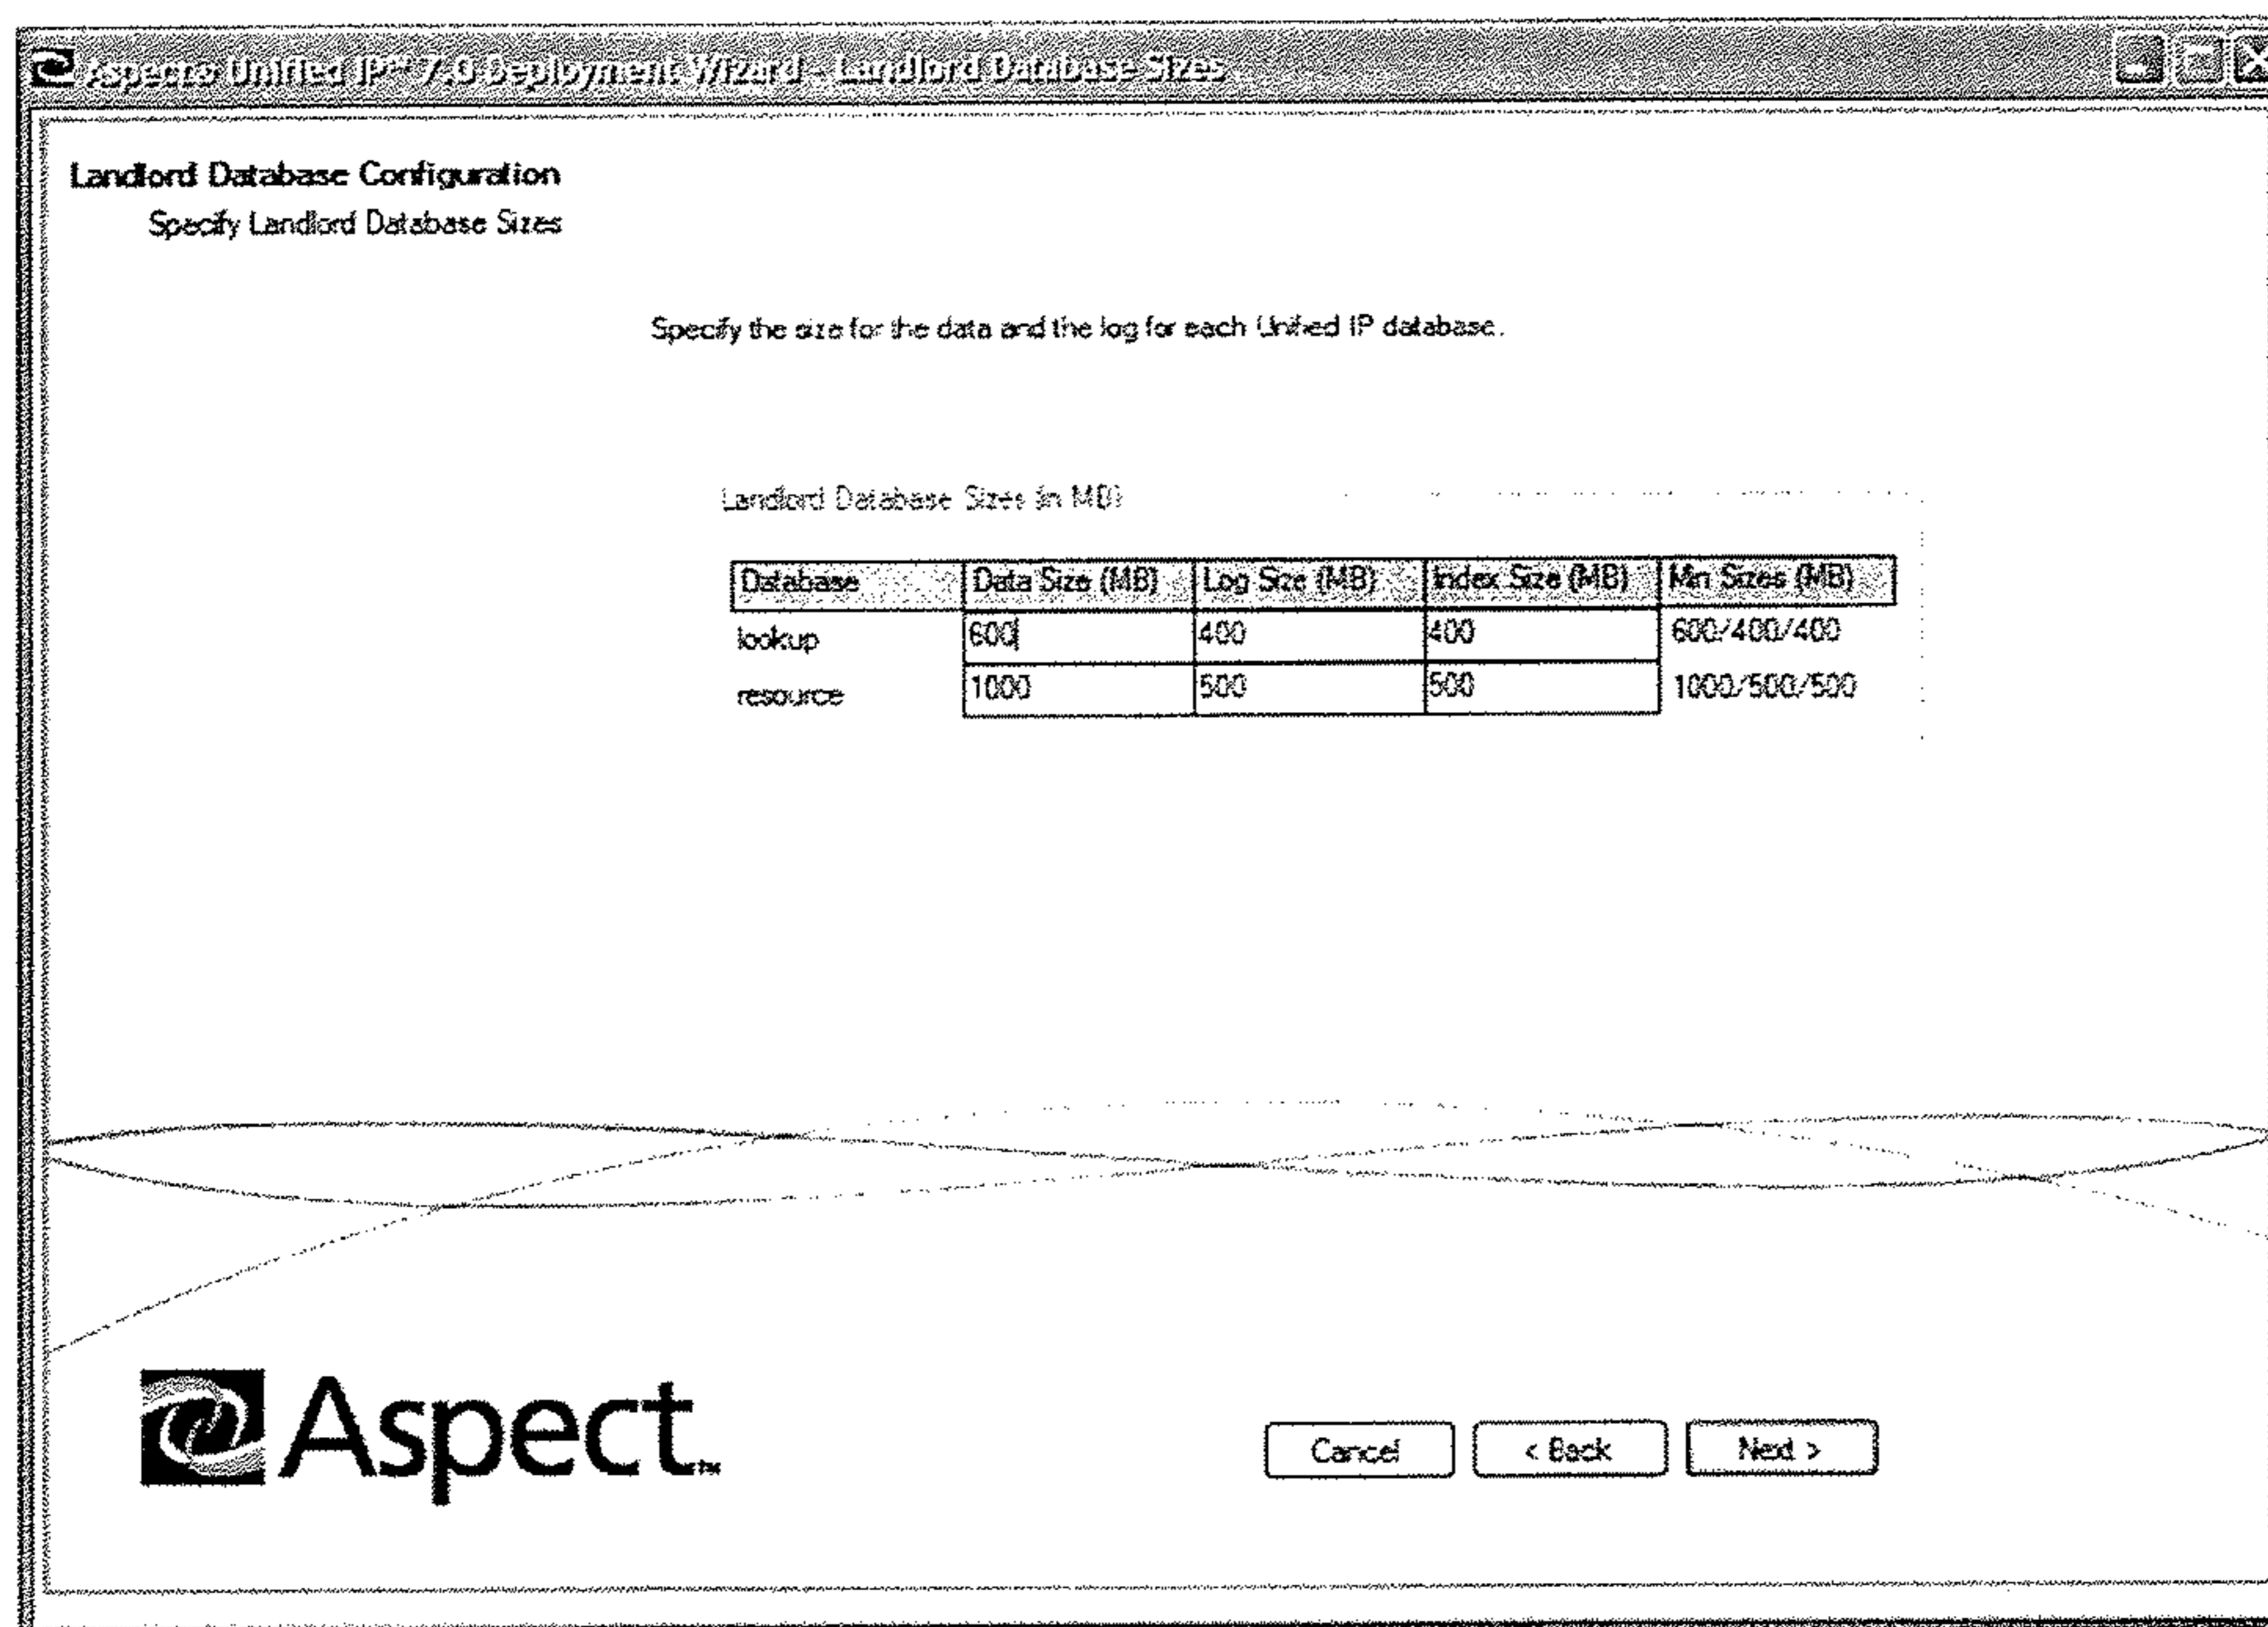 Aspect® Unified IP™ 7.0 Deployment Wizard - Landlord Database Sizes
Landlord Database Configuration
Specify Landlord Database Sizes
Specify the size for the data and the log for each Unified IP database.
Landlord Database Sizes (in MB)
Database Data Size (MB) Log Size (MB) Index Size (MB) Min Sizes (MB)
lookup 600 400 400 600/400/400
resource 1000 500 500 1000/500/500
Aspect™
Cancel < Back Next >